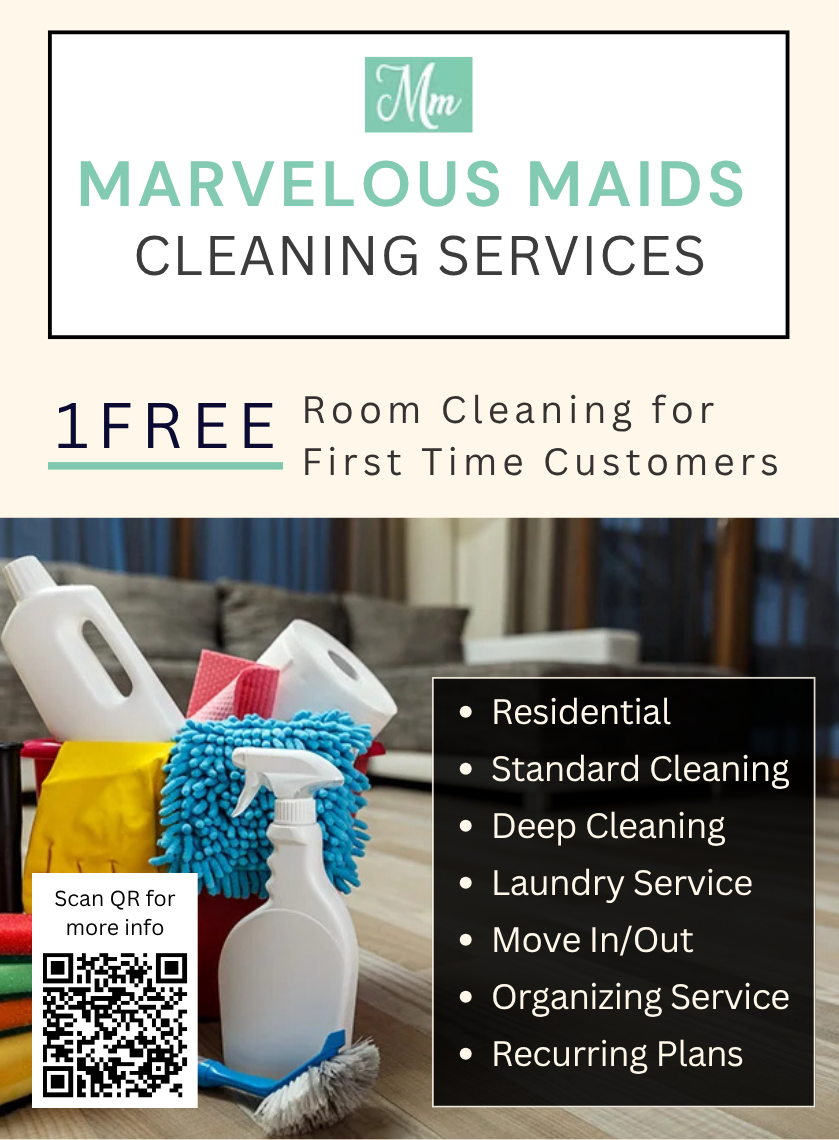 Mm
MARVELOUS MAIDS
CLEANING SERVICES
1FREE
Room Cleaning for
First Time Customers
Residential
Standard Cleaning
Deep Cleaning
Laundry Service
Move In/Out
Organizing Service
Recurring Plans
Scan QR for
more info